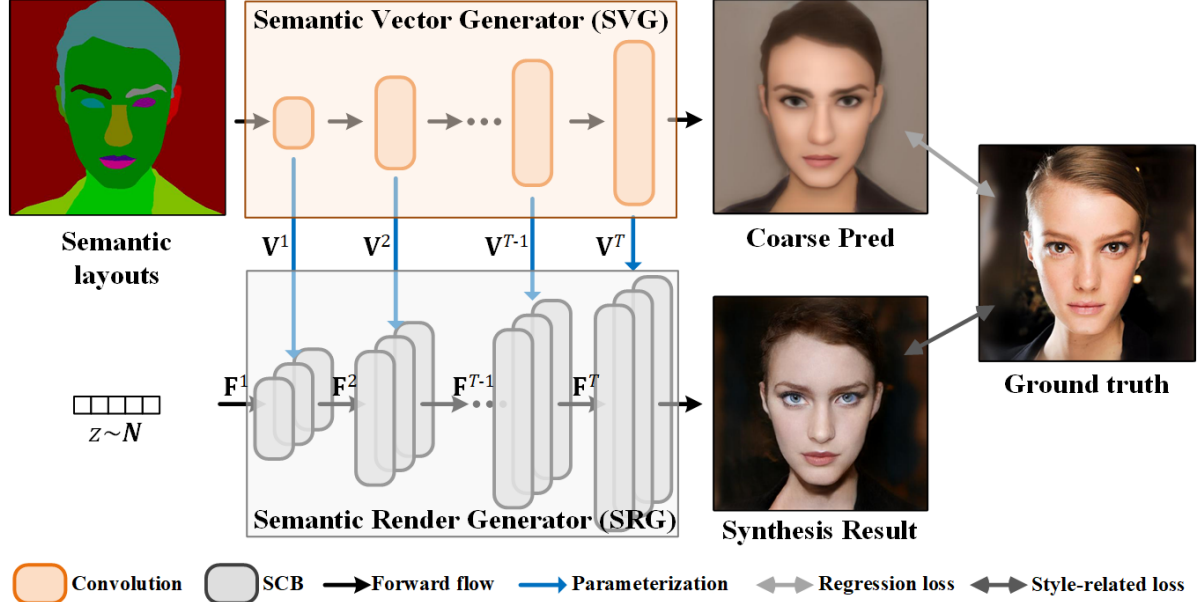 Semantic Vector Generator (SVG)
Semantic
layouts
V¹
V²
Vᵀ⁻¹
Vᵀ
Coarse Pred
F¹
F²
Fᵀ⁻¹
Fᵀ
z~N
Ground truth
Semantic Render Generator (SRG)
Synthesis Result
Convolution
SCB
Forward flow
Parameterization
Regression loss
Style-related loss